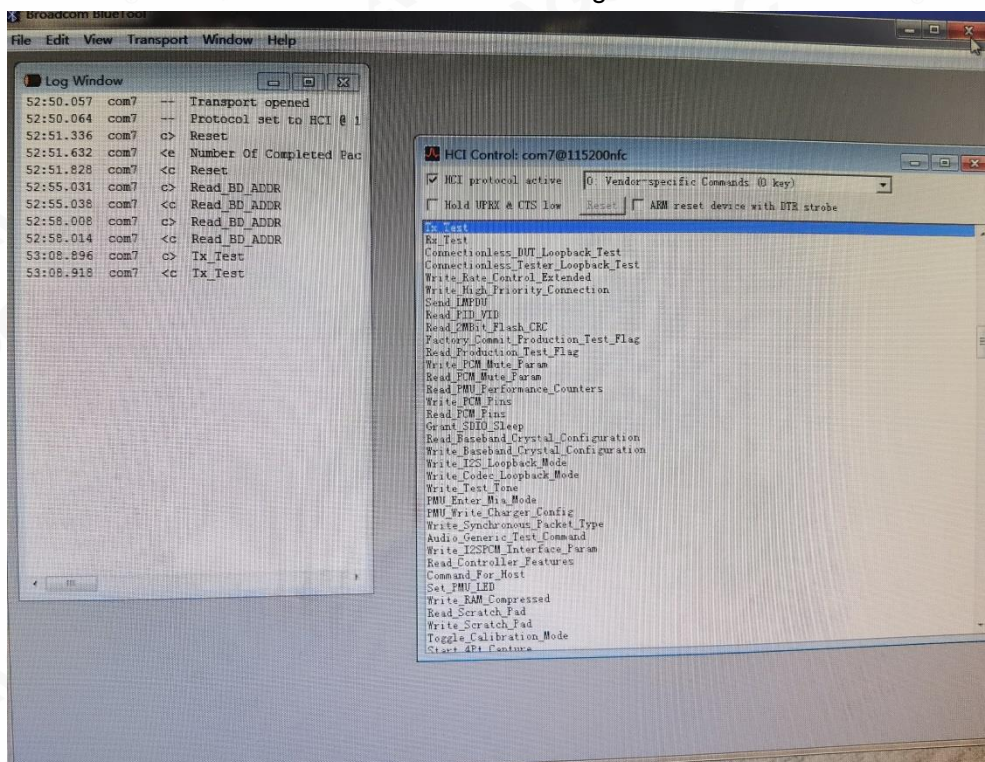 Broadcom BlueTool
File Edit View Transport Window Help
Log Window
52:50.057 com7 -- Transport opened
52:50.064 com7 -- Protocol set to HCI @ 1
52:51.336 com7 c> Reset
52:51.632 com7 <e Number Of Completed Pac
52:51.828 com7 <c Reset
52:55.031 com7 c> Read_BD_ADDR
52:55.038 com7 <c Read_BD_ADDR
52:58.008 com7 c> Read_BD_ADDR
52:58.014 com7 <c Read_BD_ADDR
53:08.896 com7 c> Tx_Test
53:08.918 com7 <c Tx_Test
HCI Control: com7@115200nfc
HCI protocol active 0 Vendor-specific Commands (0 key)
Hold UPRX & CTS low Reset ARM reset device with DTR strobe
Tx_Test
Rx_Test
Connectionless_DUT_Loopback_Test
Connectionless_Tester_Loopback_Test
Write_Rate_Control_Extended
Write_High_Priority_Connection
Send_LMPDU
Read_PID_VID
Read_2MBit_Flash_CRC
Factory_Commit_Production_Test_Flag
Read_Production_Test_Flag
Write_PCM_Mute_Param
Read_PCM_Mute_Param
Read_PMU_Performance_Counters
Write_PCM_Pins
Read_PCM_Pins
Grant_SDIO_Sleep
Read_Baseband_Crystal_Configuration
Write_Baseband_Crystal_Configuration
Write_I2S_Loopback_Mode
Write_Codec_Loopback_Mode
Write_Test_Tone
PMU_Enter_Mia_Mode
PMU_Write_Charger_Config
Write_Synchronous_Packet_Type
Audio_Generic_Test_Command
Write_I2SPCM_Interface_Param
Read_Controller_Features
Command_For_Host
Set_PMU_LED
Write_RAM_Compressed
Read_Scratch_Pad
Write_Scratch_Pad
Toggle_Calibration_Mode
Start_4Pt_Capture